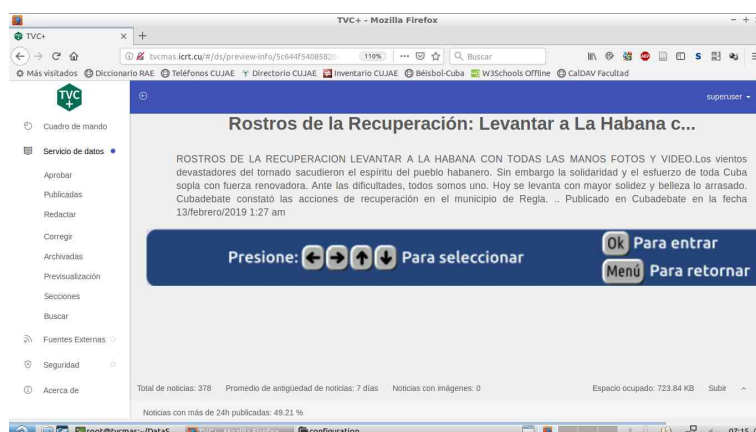 TVC+ - Mozilla Firefox
TVC+
tvcmas.icrt.cu/#/ds/preview-info/5c644f5408582
110%
Buscar
Más visitados Diccionario RAE Teléfonos CUJAE Directorio CUJAE Inventario CUJAE Béisbol-Cuba W3Schools Offline CalDAV Facultad
TVC
superuser
Cuadro de mando
Servicio de datos
Aprobar
Publicadas
Redactar
Corregir
Archivadas
Previsualización
Secciones
Buscar
Fuentes Externas
Seguridad
Acerca de
Rostros de la Recuperación: Levantar a La Habana c...
ROSTROS DE LA RECUPERACION LEVANTAR A LA HABANA CON TODAS LAS MANOS FOTOS Y VIDEO.Los vientos
devastadores del tornado sacudieron el espíritu del pueblo habanero. Sin embargo la solidaridad y el esfuerzo de toda Cuba
sopla con fuerza renovadora. Ante las dificultades, todos somos uno. Hoy se levanta con mayor solidez y belleza lo arrasado.
Cubadebate constató las acciones de recuperación en el municipio de Regla. .. Publicado en Cubadebate en la fecha
13/febrero/2019 1:27 am
Presione: Para seleccionar
Ok Para entrar
Menú Para retornar
Total de noticias: 378 Promedio de antigüedad de noticias: 7 días Noticias con imágenes: 0 Espacio ocupado: 723.84 KB Subir
Noticias con más de 24h publicadas: 49.21 %
root@tvcmas:~/DataS
TVC+ - Mozilla Firefox
configuration
07:15